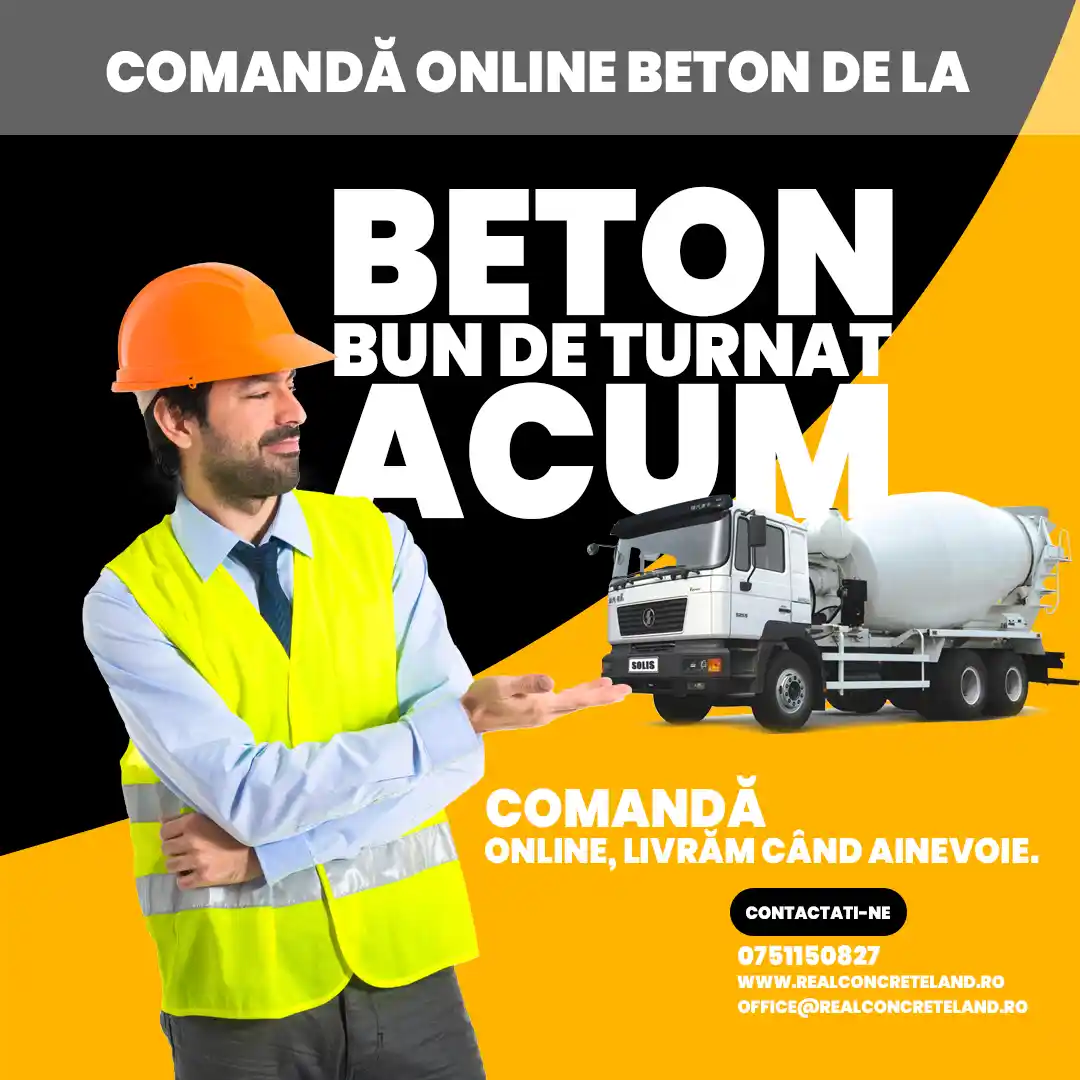 COMANDĂ ONLINE BETON DE LA
BETON
BUN DE TURNAT
ACUM
SOLIS
COMANDĂ
ONLINE, LIVRĂM CÂND AINEVOIE.
CONTACTATI-NE
0751150827
WWW.REALCONCRETELAND.RO
OFFICE@REALCONCRETELAND.RO